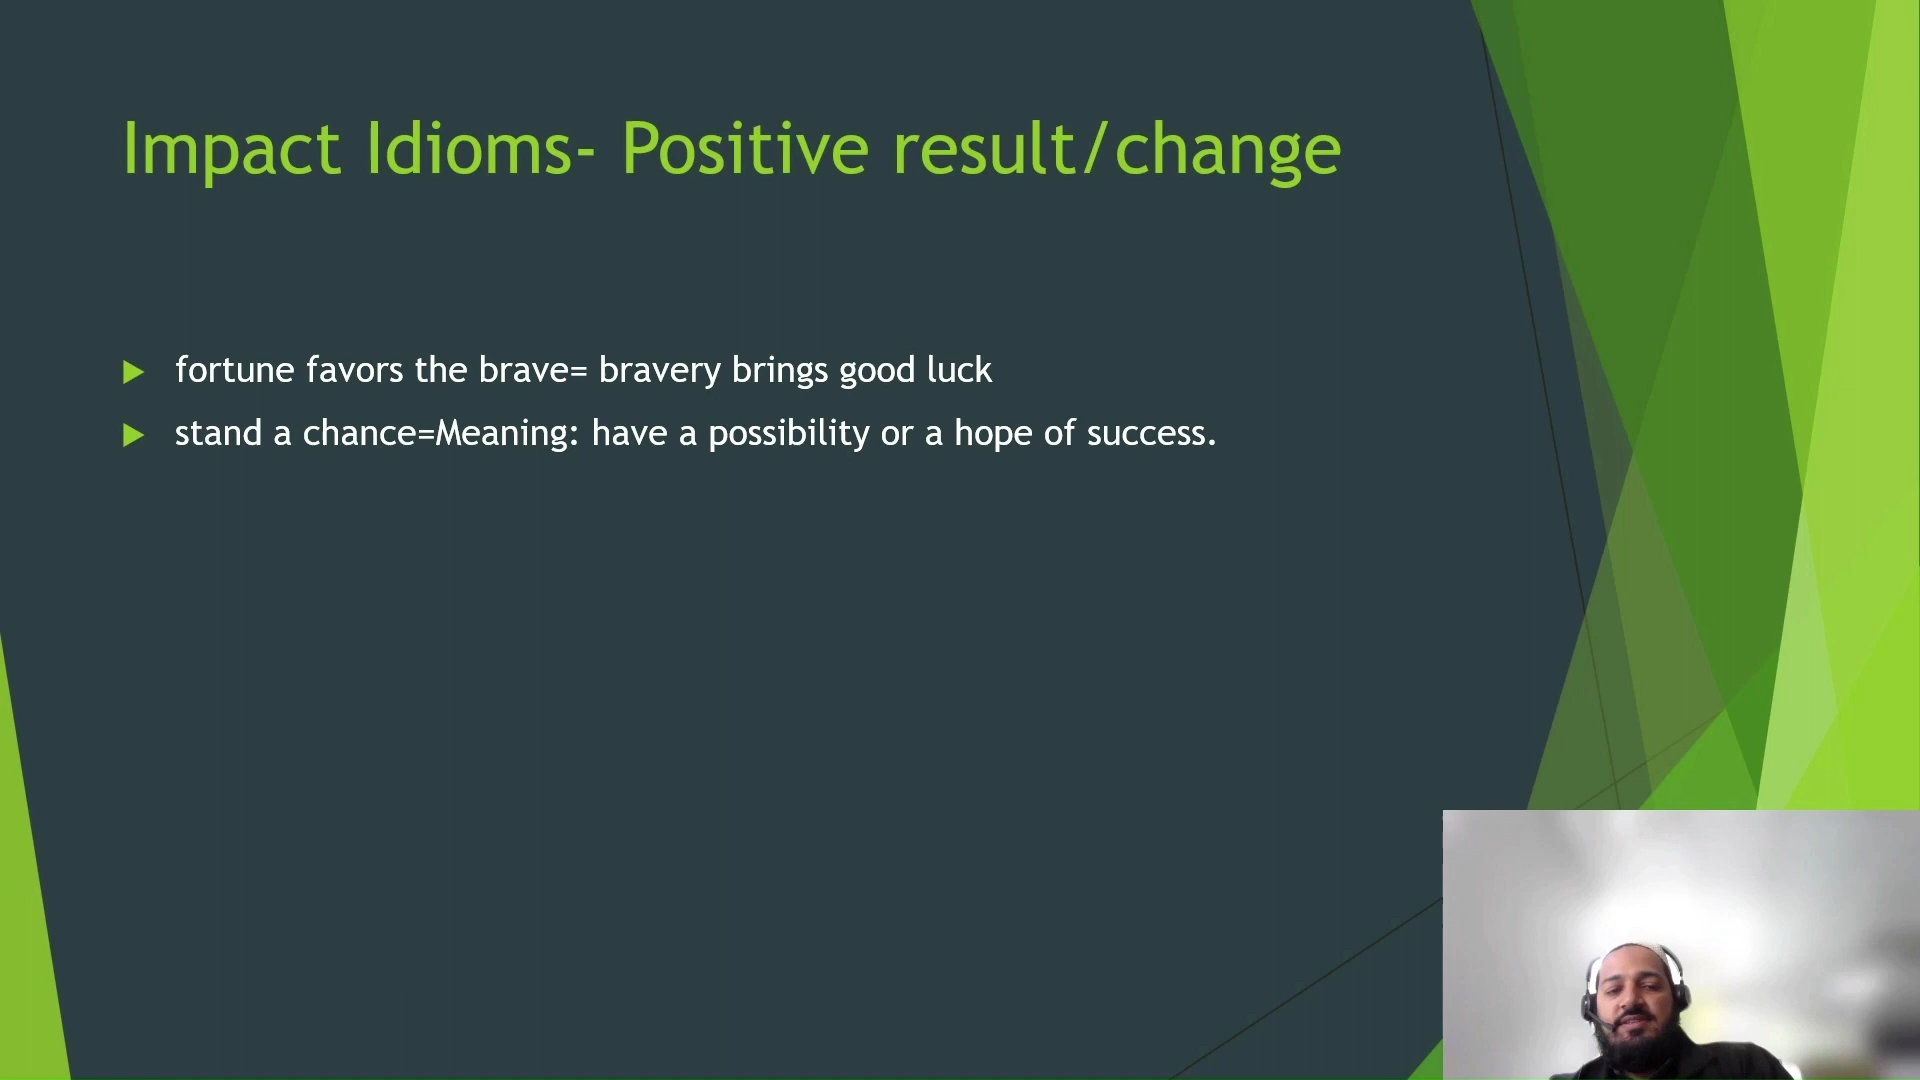 Impact Idioms- Positive result/change
fortune favors the brave= bravery brings good luck
stand a chance=Meaning: have a possibility or a hope of success.